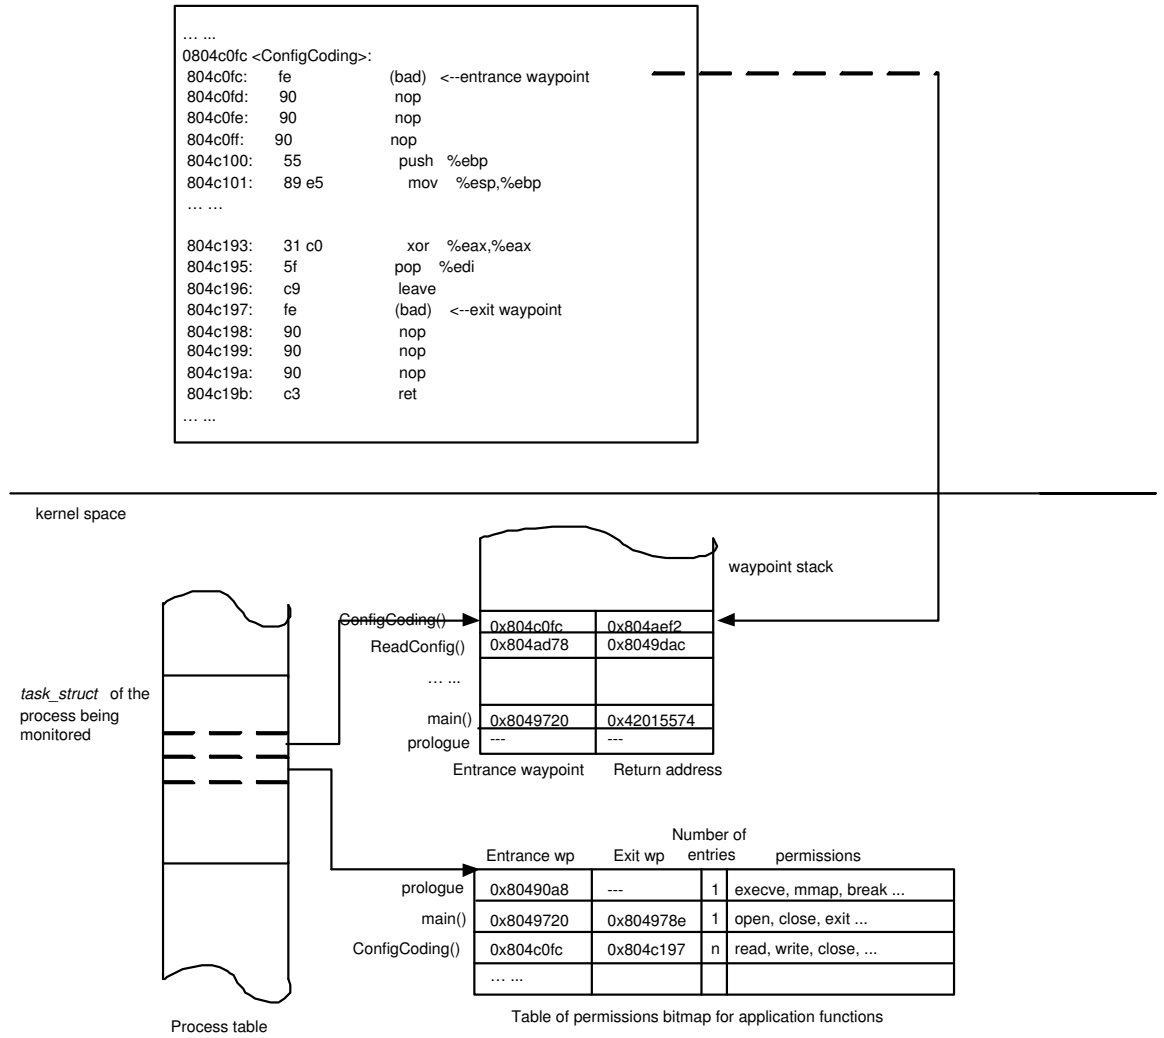 ... ...
0804c0fc <ConfigCoding>:
804c0fc: fe (bad) <--entrance waypoint
804c0fd: 90 nop
804c0fe: 90 nop
804c0ff: 90 nop
804c100: 55 push %ebp
804c101: 89 e5 mov %esp,%ebp
... ...
804c193: 31 c0 xor %eax,%eax
804c195: 5f pop %edi
804c196: c9 leave
804c197: fe (bad) <--exit waypoint
804c198: 90 nop
804c199: 90 nop
804c19a: 90 nop
804c19b: c3 ret
... ...
kernel space
waypoint stack
ConfigCoding() 0x804c0fc 0x804aef2
ReadConfig() 0x804ad78 0x8049dac
... ...
main() 0x8049720 0x42015574
prologue --- ---
Entrance waypoint Return address
task_struct of the
process being
monitored
Number of
Entrance wp Exit wp entries permissions
prologue 0x80490a8 --- 1 execve, mmap, break ...
main() 0x8049720 0x804978e 1 open, close, exit ...
ConfigCoding() 0x804c0fc 0x804c197 n read, write, close, ...
... ...
Table of permissions bitmap for application functions
Process table